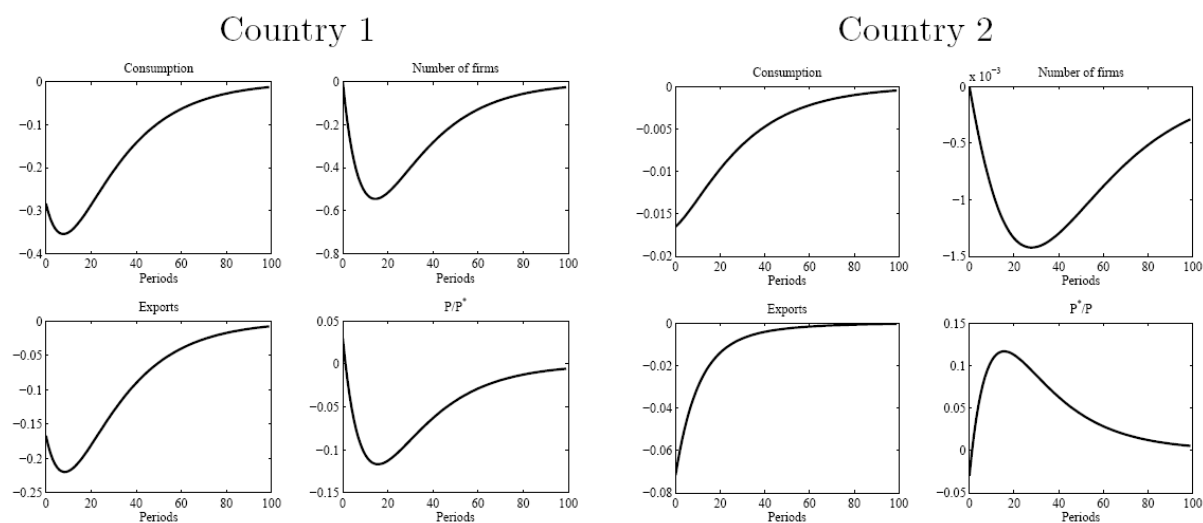 Country 1
Country 2
Consumption
0
−0.1
−0.2
−0.3
−0.4
0 20 40 60 80 100
Periods
Number of firms
0
−0.2
−0.4
−0.6
−0.8
0 20 40 60 80 100
Periods
Consumption
0
−0.005
−0.01
−0.015
−0.02
0 20 40 60 80 100
Periods
x 10⁻³
Number of firms
0
−0.5
−1
−1.5
0 20 40 60 80 100
Periods
Exports
0
−0.05
−0.1
−0.15
−0.2
−0.25
0 20 40 60 80 100
Periods
P/P*
0.05
0
−0.05
−0.1
−0.15
0 20 40 60 80 100
Periods
Exports
0
−0.02
−0.04
−0.06
−0.08
0 20 40 60 80 100
Periods
P*/P
0.15
0.1
0.05
0
−0.05
0 20 40 60 80 100
Periods